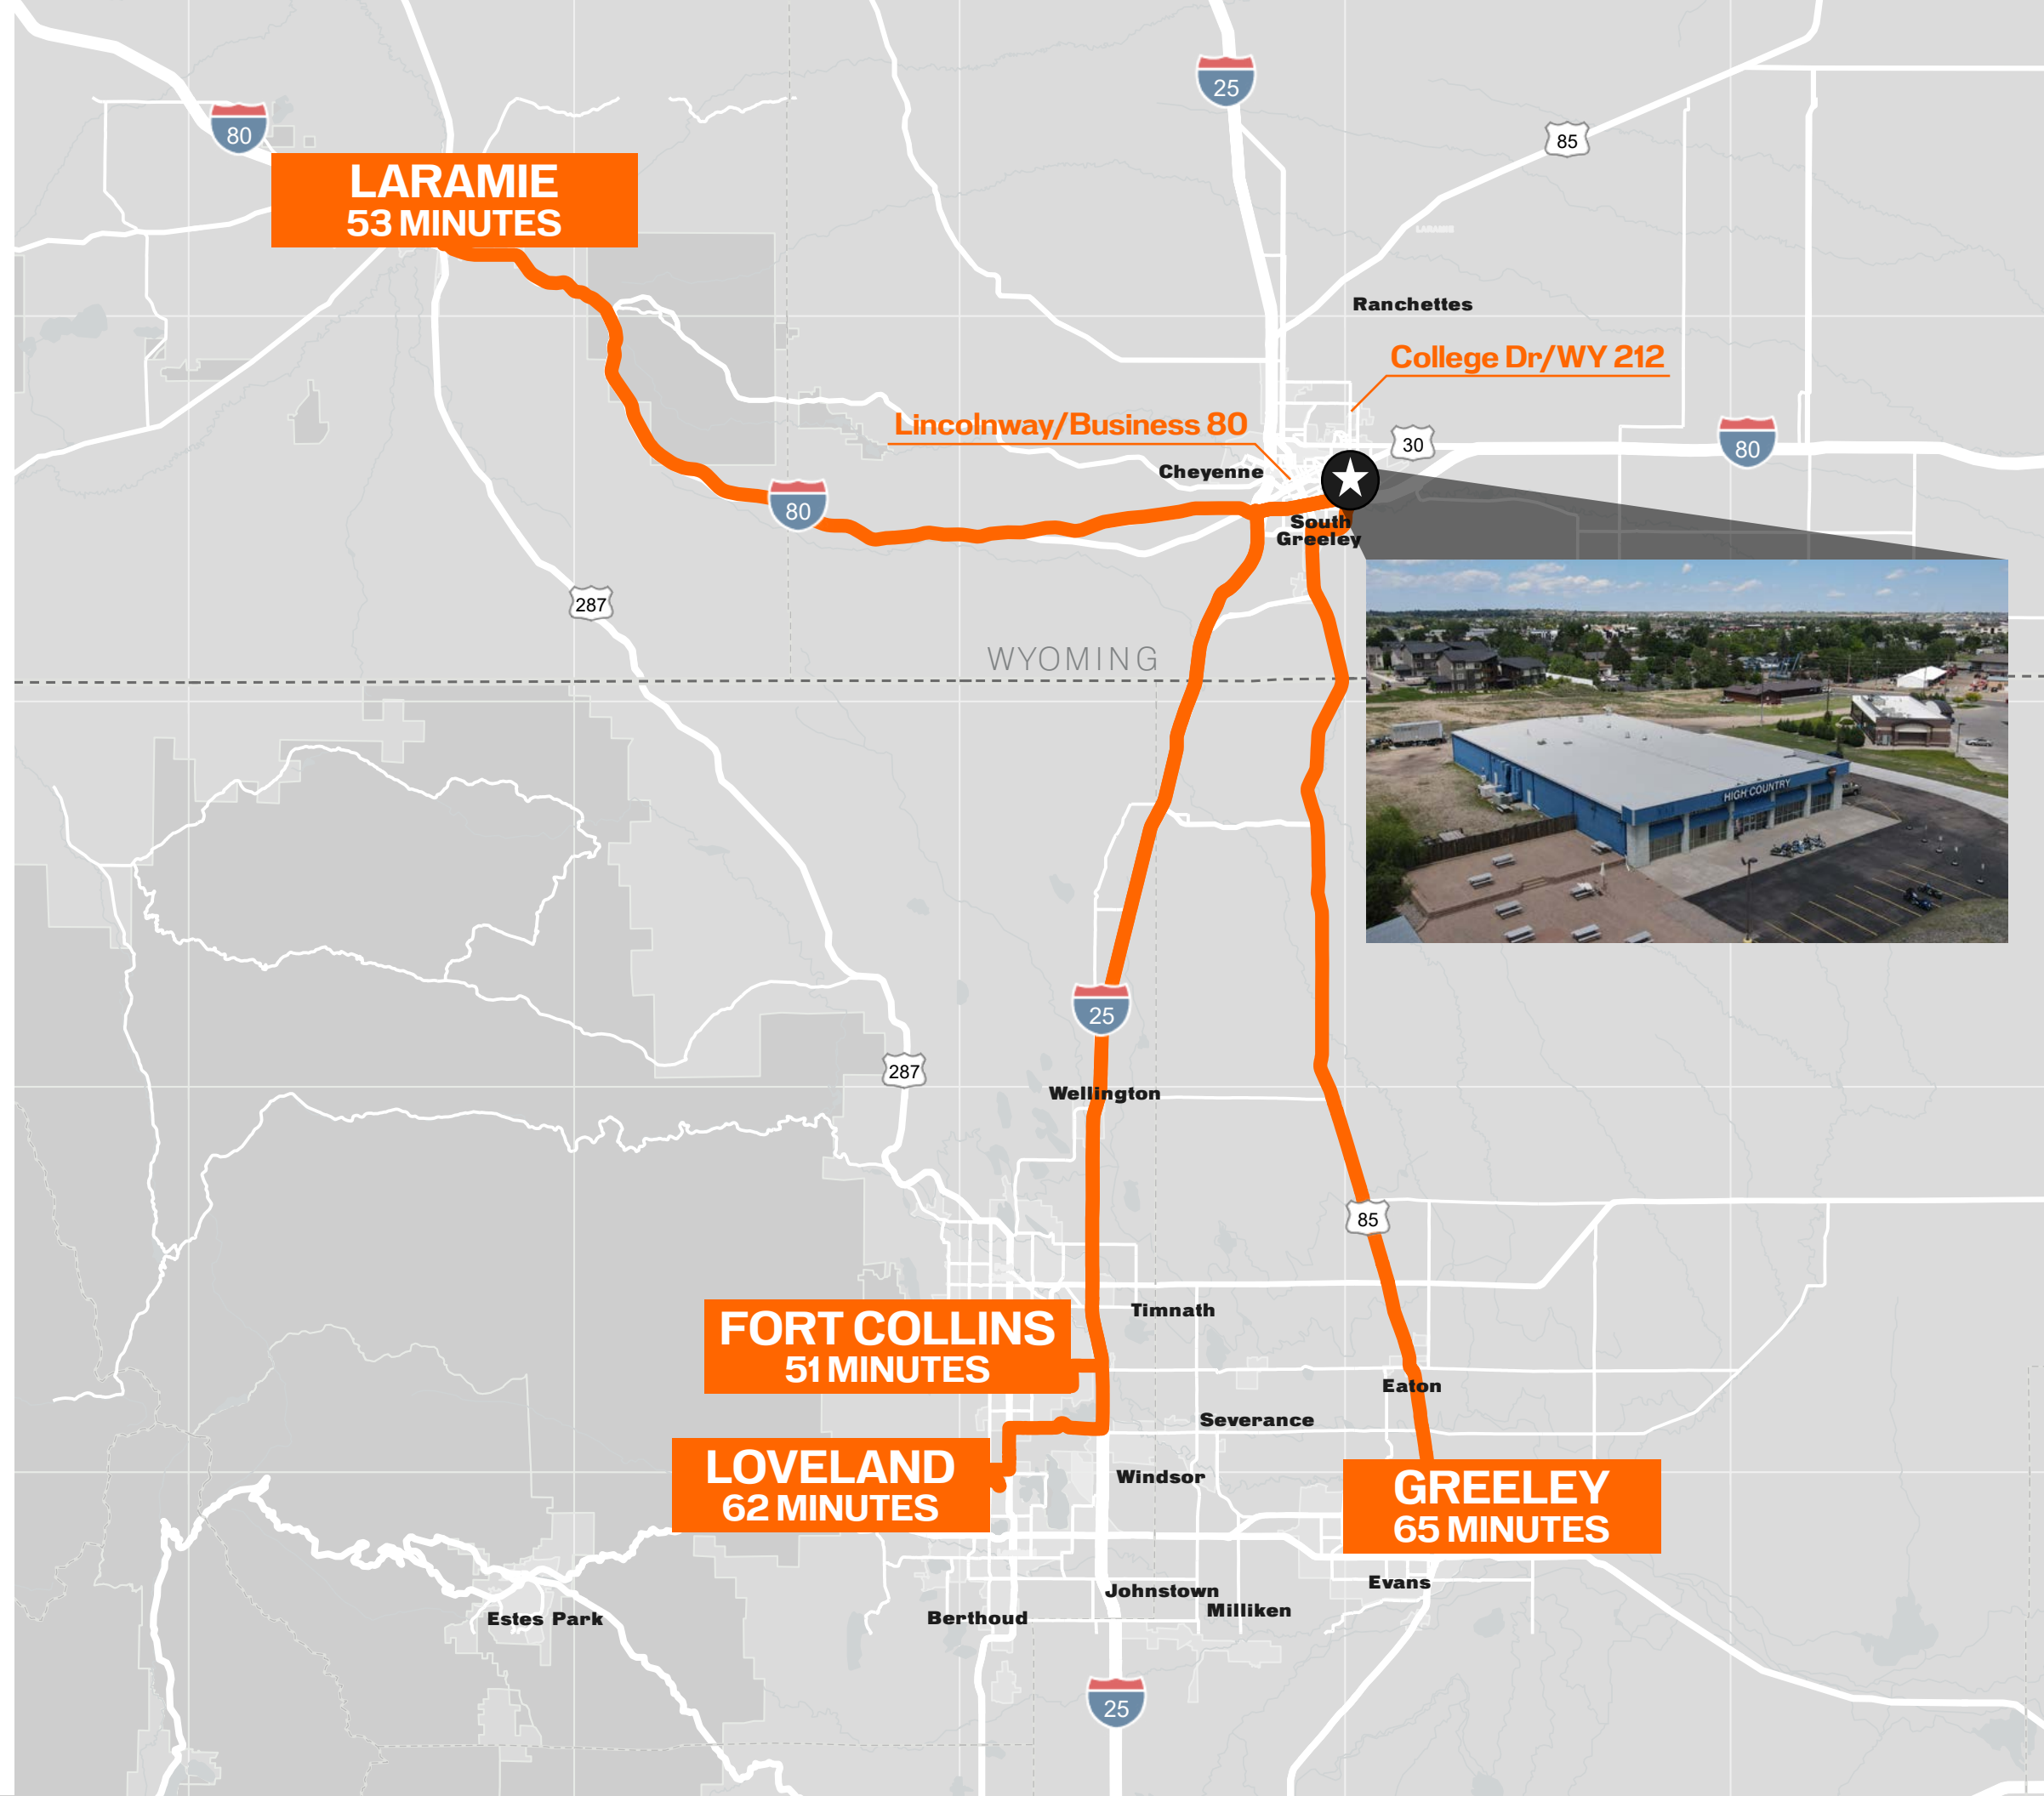 25
80
85
LARAMIE
53 MINUTES
LARAMIE
Ranchettes
College Dr/WY 212
Lincolnway/Business 80
30
80
Cheyenne
80
South
Greeley
287
WYOMING
HIGH COUNTRY
25
287
Wellington
85
Timnath
FORT COLLINS
51 MINUTES
Eaton
Severance
LOVELAND
62 MINUTES
Windsor
GREELEY
65 MINUTES
Evans
Johnstown
Milliken
Berthoud
Estes Park
25